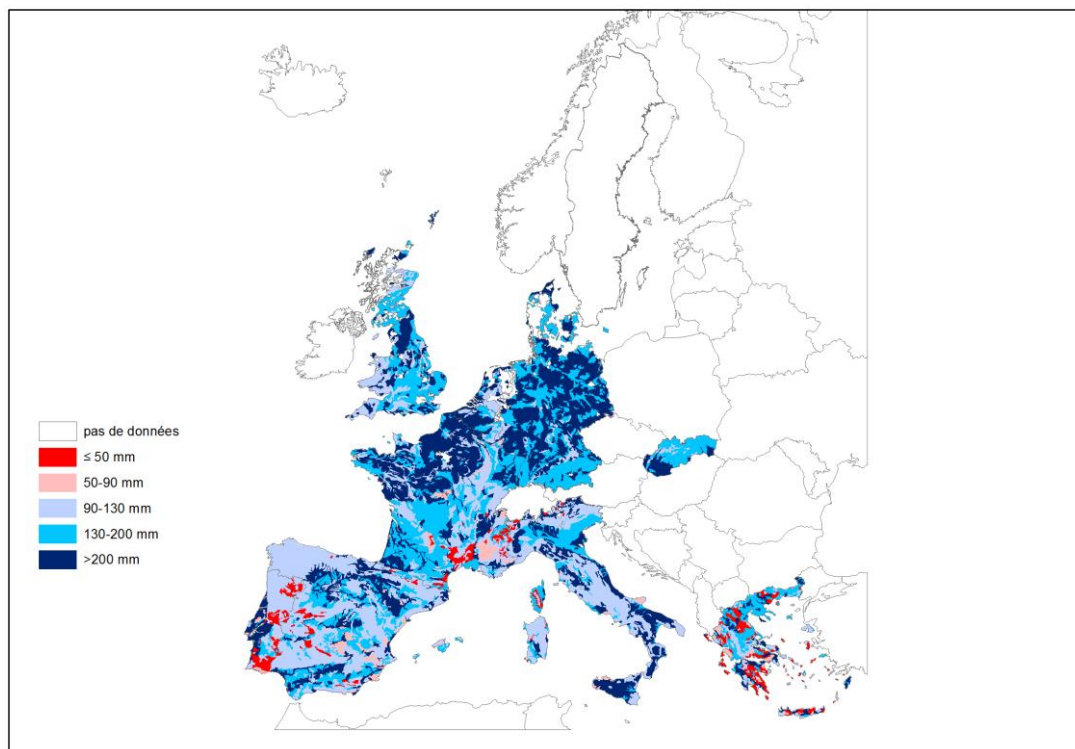 pas de données
≤ 50 mm
50-90 mm
90-130 mm
130-200 mm
>200 mm